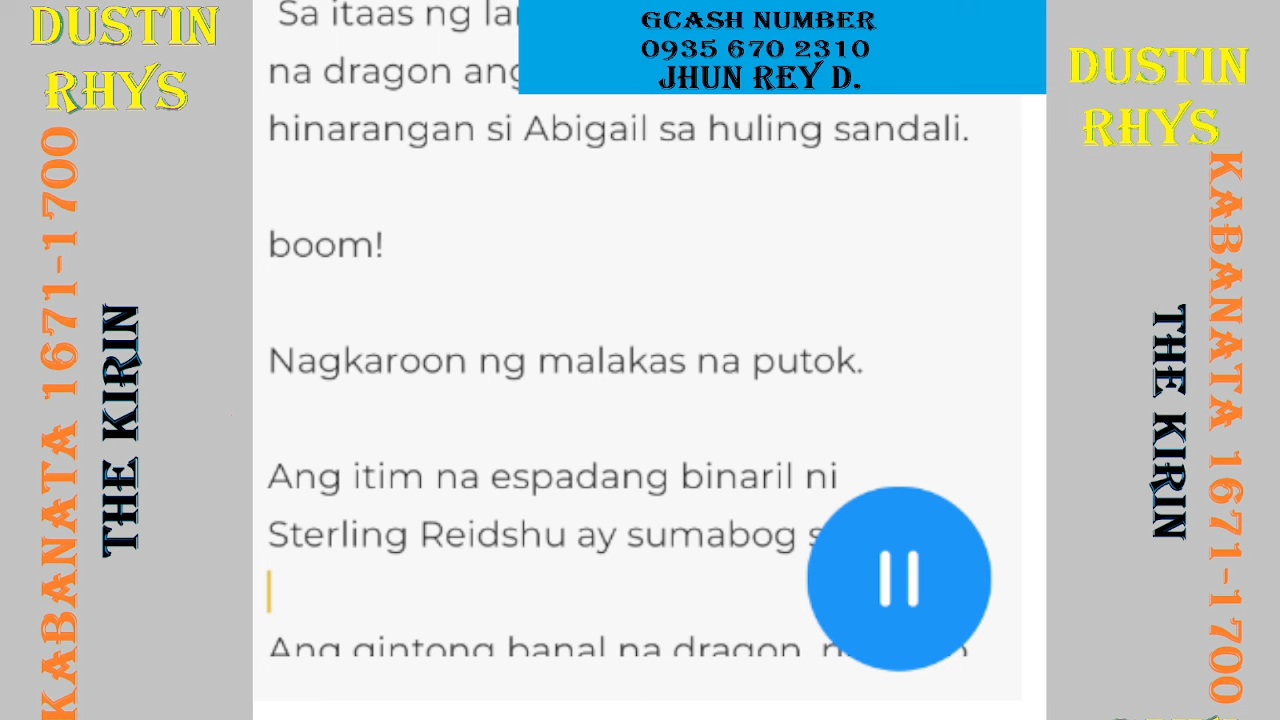 DUSTIN
RHYS
KABANATA 1671-1700
THE KIRIN
Sa itaas ng
na dragon ang
hinarangan si Abigail sa huling sandali.
boom!
Nagkaroon ng malakas na putok.
Ang itim na espadang binaril ni
Sterling Reidshu ay sumabog
Ang gintong banal na dragon
GCASH NUMBER
0935 670 2310
JHUN REY D.
DUSTIN
RHYS
KABANATA 1671-1700
THE KIRIN